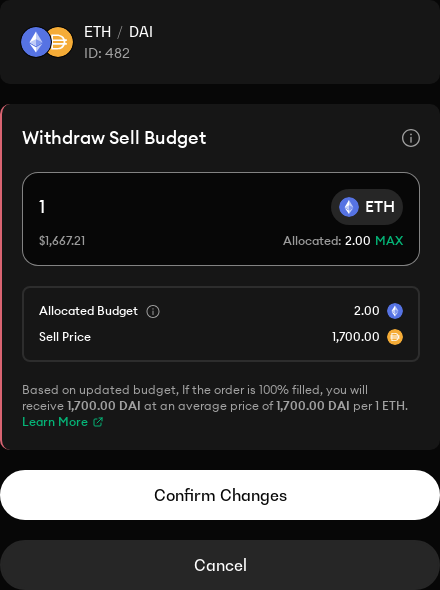 ETH / DAI
ID: 482
Withdraw Sell Budget
1 ETH
$1,667.21 Allocated: 2.00 MAX
Allocated Budget 2.00
Sell Price 1,700.00
Based on updated budget, If the order is 100% filled, you will
receive 1,700.00 DAI at an average price of 1,700.00 DAI per 1 ETH.
Learn More
Confirm Changes
Cancel